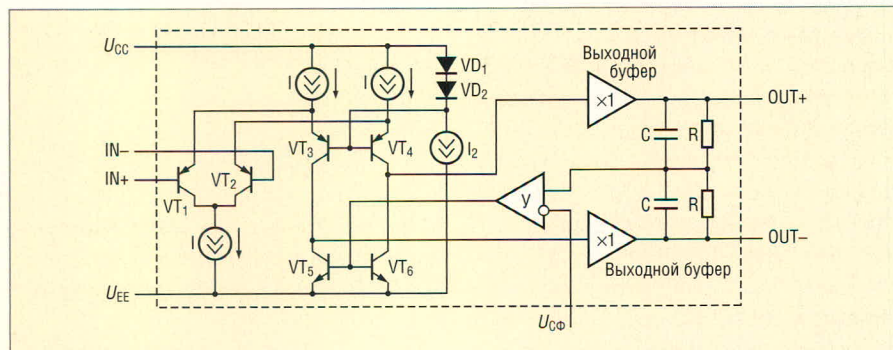 U_CC
I
I
VD₁
VD₂
Выходной
буфер
×1
OUT+
IN–
IN+
VT₁
VT₂
VT₃
VT₄
I₂
C
R
У
C
R
I
VT₅
VT₆
×1
OUT–
Выходной буфер
U_EE
U_СФ